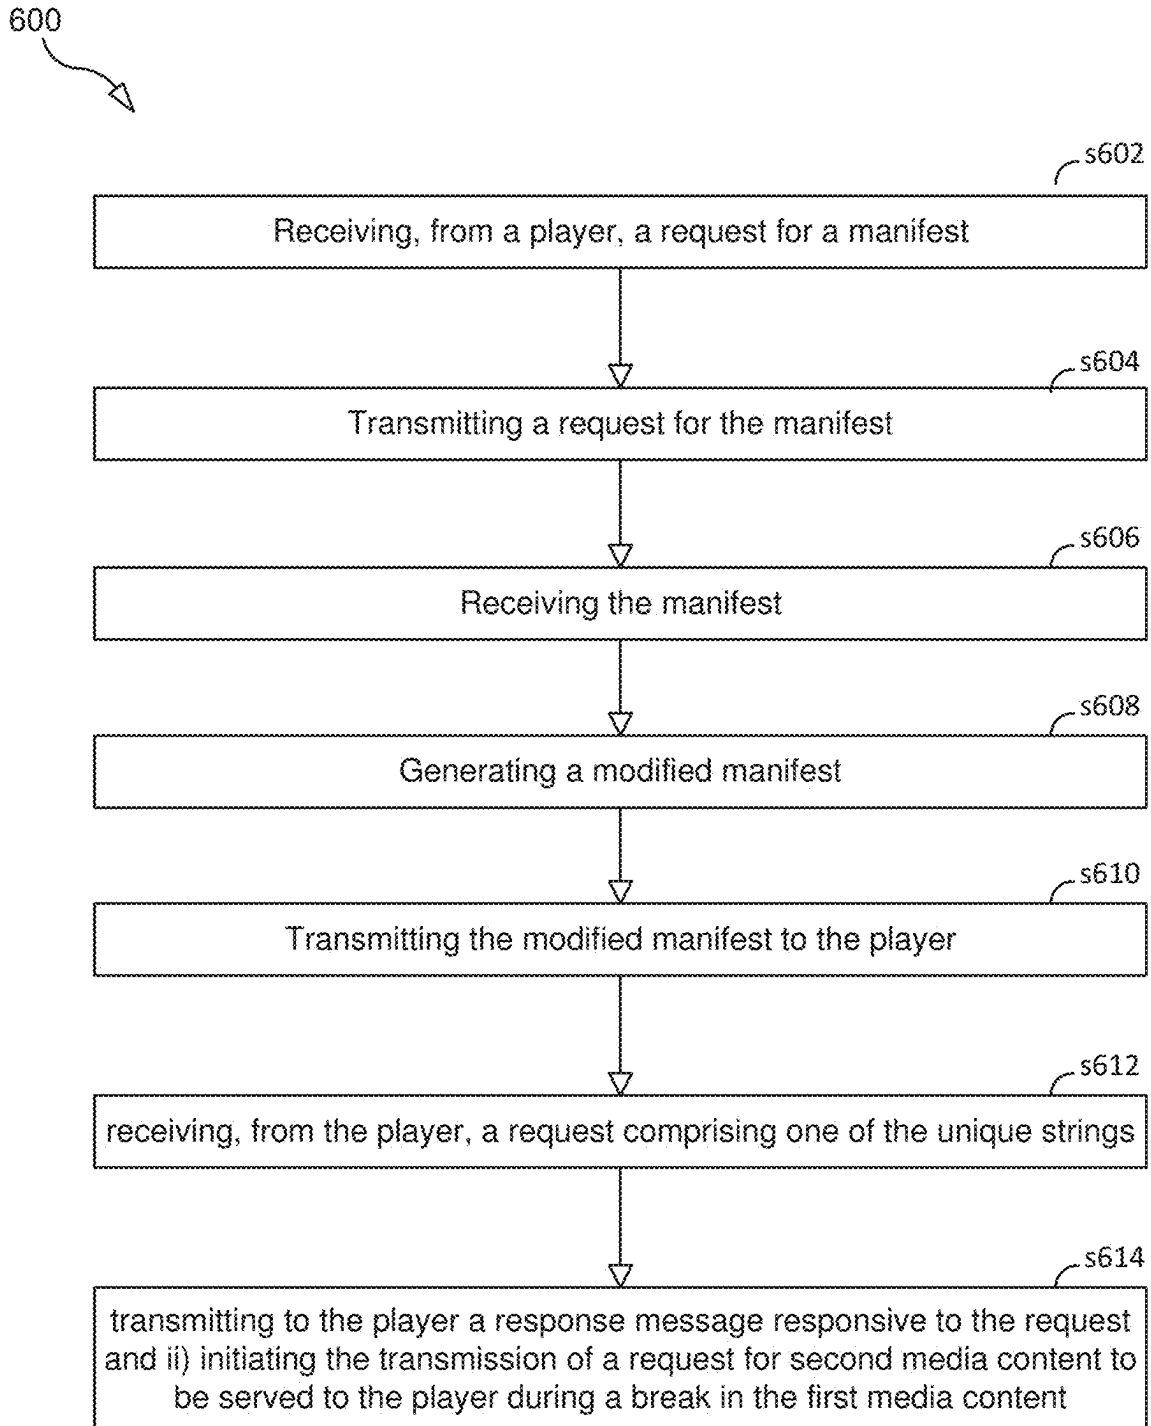 600
s602
Receiving, from a player, a request for a manifest
s604
Transmitting a request for the manifest
s606
Receiving the manifest
s608
Generating a modified manifest
s610
Transmitting the modified manifest to the player
s612
receiving, from the player, a request comprising one of the unique strings
s614
transmitting to the player a response message responsive to the request
and ii) initiating the transmission of a request for second media content to
be served to the player during a break in the first media content